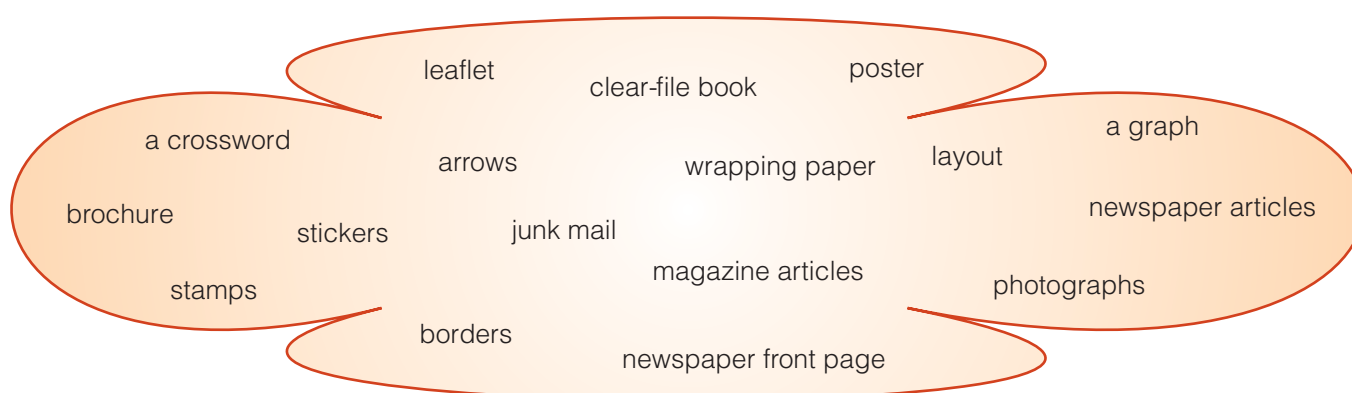 leaflet
clear-file book
poster
a crossword
arrows
wrapping paper
layout
a graph
brochure
stickers
junk mail
newspaper articles
stamps
magazine articles
photographs
borders
newspaper front page